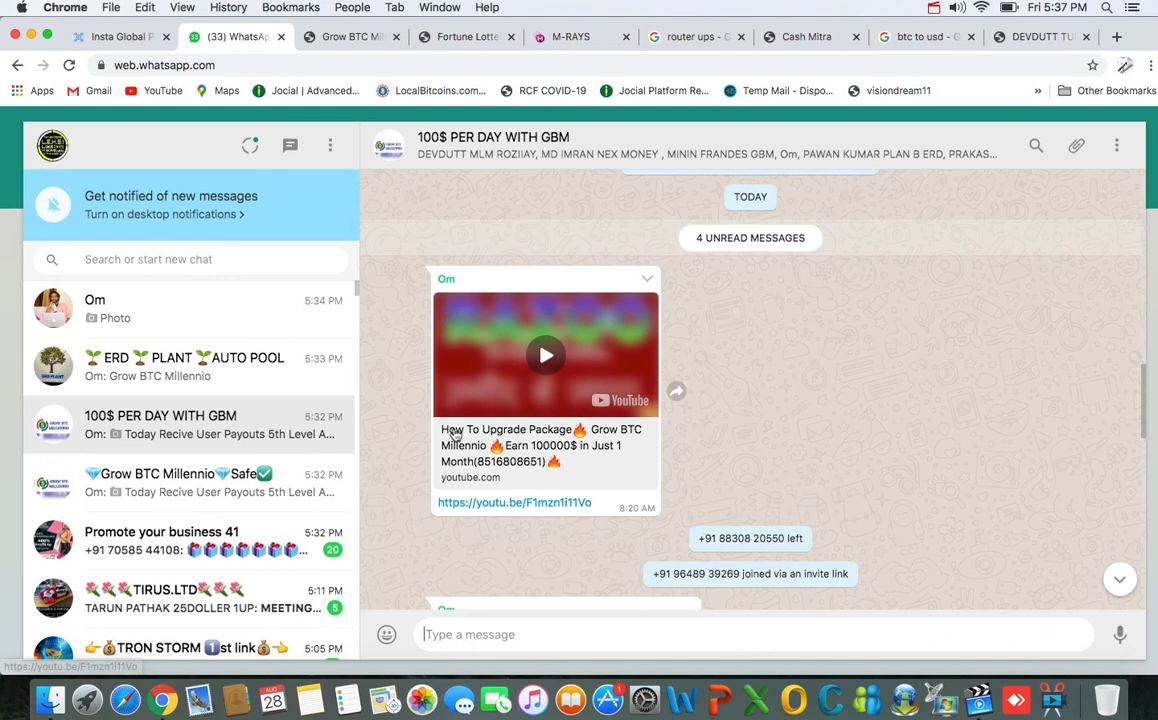 Chrome File Edit View History Bookmarks People Tab Window Help
Fri 5:37 PM
Insta Global P
(33) WhatsAp
Grow BTC Mil
Fortune Lotte
M-RAYS
router ups - G
Cash Mitra
btc to usd - G
DEVDUTT TU
web.whatsapp.com
Apps Gmail YouTube Maps Jocial | Advanced... LocalBitcoins.com... RCF COVID-19 Jocial Platform Re... Temp Mail - Dispo... visiondream11 » Other Bookmarks
Get notified of new messages
Turn on desktop notifications >
Search or start new chat
Om 5:34 PM
Photo
🌱 ERD 🌱 PLANT 🌱AUTO POOL 5:33 PM
Om: Grow BTC Millennio
100$ PER DAY WITH GBM 5:32 PM
Om: Today Recive User Payouts 5th Level A...
💎Grow BTC Millennio💎Safe✅ 5:32 PM
Om: Today Recive User Payouts 5th Level A...
Promote your business 41 5:32 PM
+91 70585 44108: 🎁🎁🎁🎁🎁🎁🎁... 20
🌹🌹🌹TIRUS.LTD🌹🌹🌹 5:11 PM
TARUN PATHAK 25DOLLER 1UP: MEETING... 5
👉💰TRON STORM 1️⃣st link💰👈 5:05 PM
https://youtu.be/F1mzn1i11Vo
100$ PER DAY WITH GBM
DEVDUTT MLM ROZIIAY, MD IMRAN NEX MONEY , MININ FRANDES GBM, Om, PAWAN KUMAR PLAN B ERD, PRAKAS...
TODAY
4 UNREAD MESSAGES
Om
YouTube
How To Upgrade Package🔥 Grow BTC
Millennio 🔥Earn 100000$ in Just 1
Month(8516808651)🔥
youtube.com
https://youtu.be/F1mzn1i11Vo
8:20 AM
+91 88308 20550 left
+91 96489 39269 joined via an invite link
Om
Type a message
AUG
28